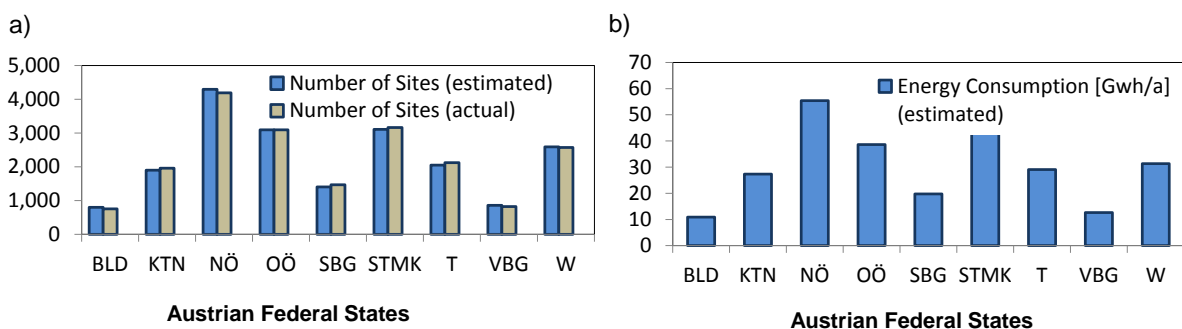 a)
5,000
4,000
3,000
2,000
1,000
0
Number of Sites (estimated)
Number of Sites (actual)
BLD KTN NÖ OÖ SBG STMK T VBG W
Austrian Federal States
b)
70
60
50
40
30
20
10
0
Energy Consumption [Gwh/a]
(estimated)
BLD KTN NÖ OÖ SBG STMK T VBG W
Austrian Federal States